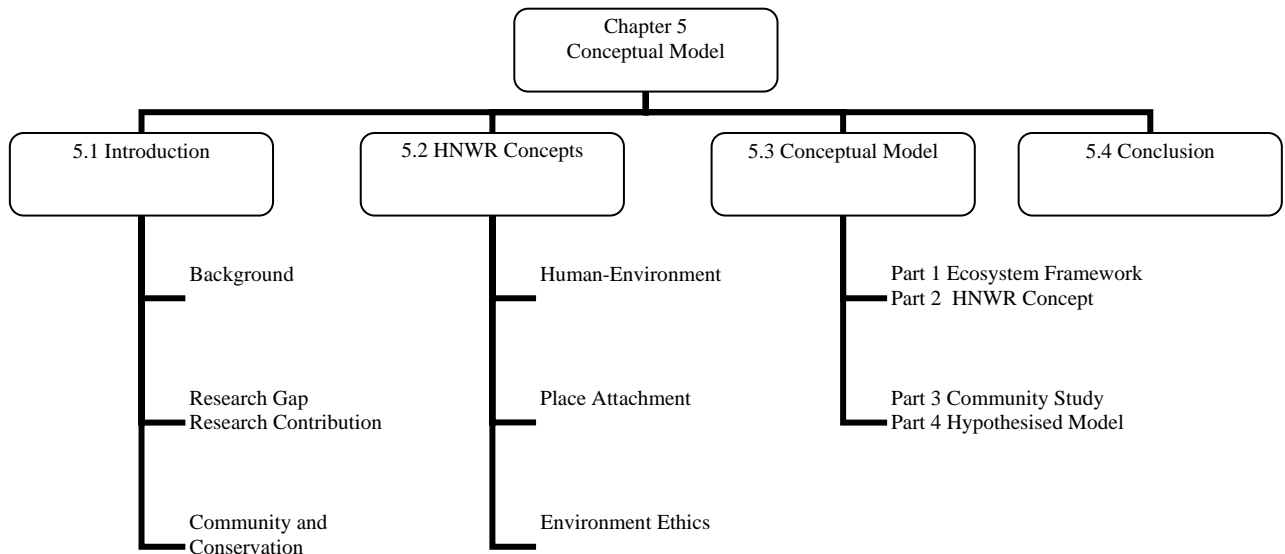 Chapter 5
Conceptual Model
5.1 Introduction
5.2 HNWR Concepts
5.3 Conceptual Model
5.4 Conclusion
Background
Research Gap
Research Contribution
Community and
Conservation
Human-Environment
Place Attachment
Environment Ethics
Part 1 Ecosystem Framework
Part 2  HNWR Concept
Part 3 Community Study
Part 4 Hypothesised Model